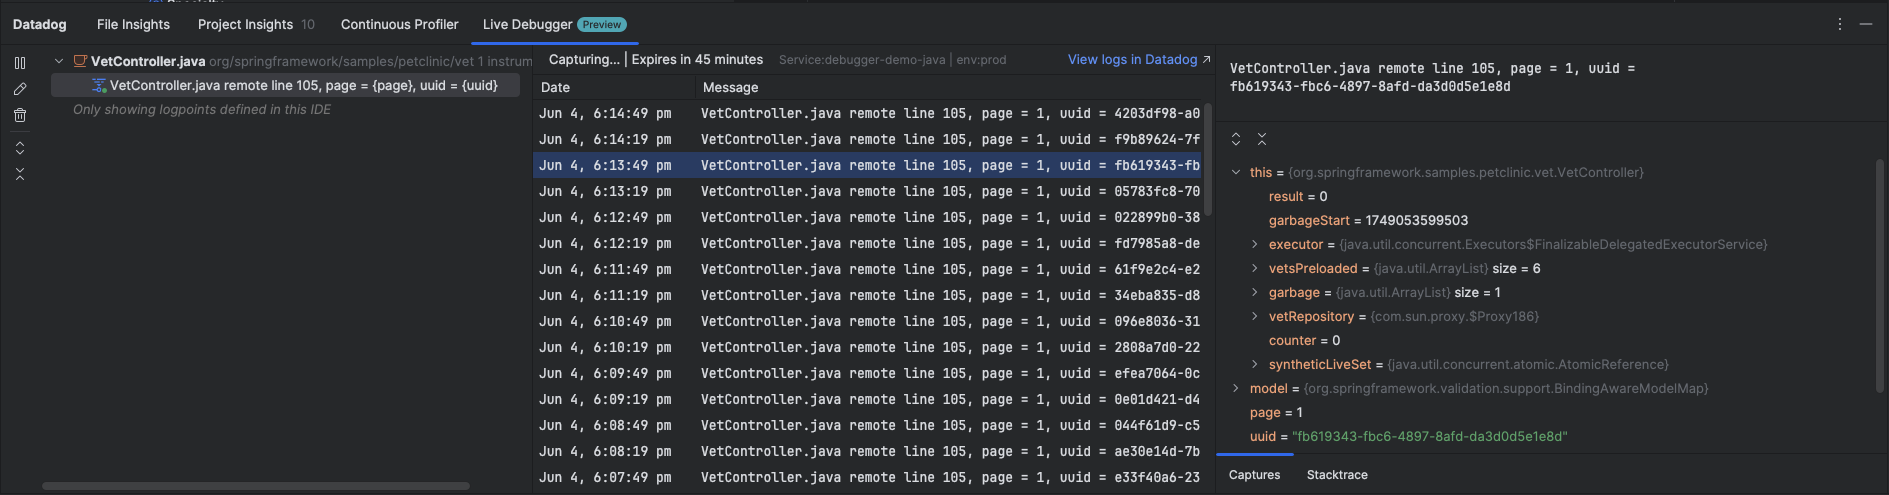 Datadog
File Insights
Project Insights 10
Continuous Profiler
Live Debugger Preview
VetController.java org/springframework/samples/petclinic/vet 1 instrum
VetController.java remote line 105, page = {page}, uuid = {uuid}
Only showing logpoints defined in this IDE
Capturing... | Expires in 45 minutes
Service:debugger-demo-java | env:prod
View logs in Datadog
Date Message
Jun 4, 6:14:49 pm VetController.java remote line 105, page = 1, uuid = 4203df98-a0
Jun 4, 6:14:19 pm VetController.java remote line 105, page = 1, uuid = f9b89624-7f
Jun 4, 6:13:49 pm VetController.java remote line 105, page = 1, uuid = fb619343-fb
Jun 4, 6:13:19 pm VetController.java remote line 105, page = 1, uuid = 05783fc8-70
Jun 4, 6:12:49 pm VetController.java remote line 105, page = 1, uuid = 022899b0-38
Jun 4, 6:12:19 pm VetController.java remote line 105, page = 1, uuid = fd7985a8-de
Jun 4, 6:11:49 pm VetController.java remote line 105, page = 1, uuid = 61f9e2c4-e2
Jun 4, 6:11:19 pm VetController.java remote line 105, page = 1, uuid = 34eba835-d8
Jun 4, 6:10:49 pm VetController.java remote line 105, page = 1, uuid = 096e8036-31
Jun 4, 6:10:19 pm VetController.java remote line 105, page = 1, uuid = 2808a7d0-22
Jun 4, 6:09:49 pm VetController.java remote line 105, page = 1, uuid = efea7064-0c
Jun 4, 6:09:19 pm VetController.java remote line 105, page = 1, uuid = 0e01d421-d4
Jun 4, 6:08:49 pm VetController.java remote line 105, page = 1, uuid = 044f61d9-c5
Jun 4, 6:08:19 pm VetController.java remote line 105, page = 1, uuid = ae30e14d-7b
Jun 4, 6:07:49 pm VetController.java remote line 105, page = 1, uuid = e33f40a6-23
VetController.java remote line 105, page = 1, uuid =
fb619343-fbc6-4897-8afd-da3d0d5e1e8d
this = {org.springframework.samples.petclinic.vet.VetController}
result = 0
garbageStart = 1749053599503
executor = {java.util.concurrent.Executors$FinalizableDelegatedExecutorService}
vetsPreloaded = {java.util.ArrayList} size = 6
garbage = {java.util.ArrayList} size = 1
vetRepository = {com.sun.proxy.$Proxy186}
counter = 0
syntheticLiveSet = {java.util.concurrent.atomic.AtomicReference}
model = {org.springframework.validation.support.BindingAwareModelMap}
page = 1
uuid = "fb619343-fbc6-4897-8afd-da3d0d5e1e8d"
Captures
Stacktrace